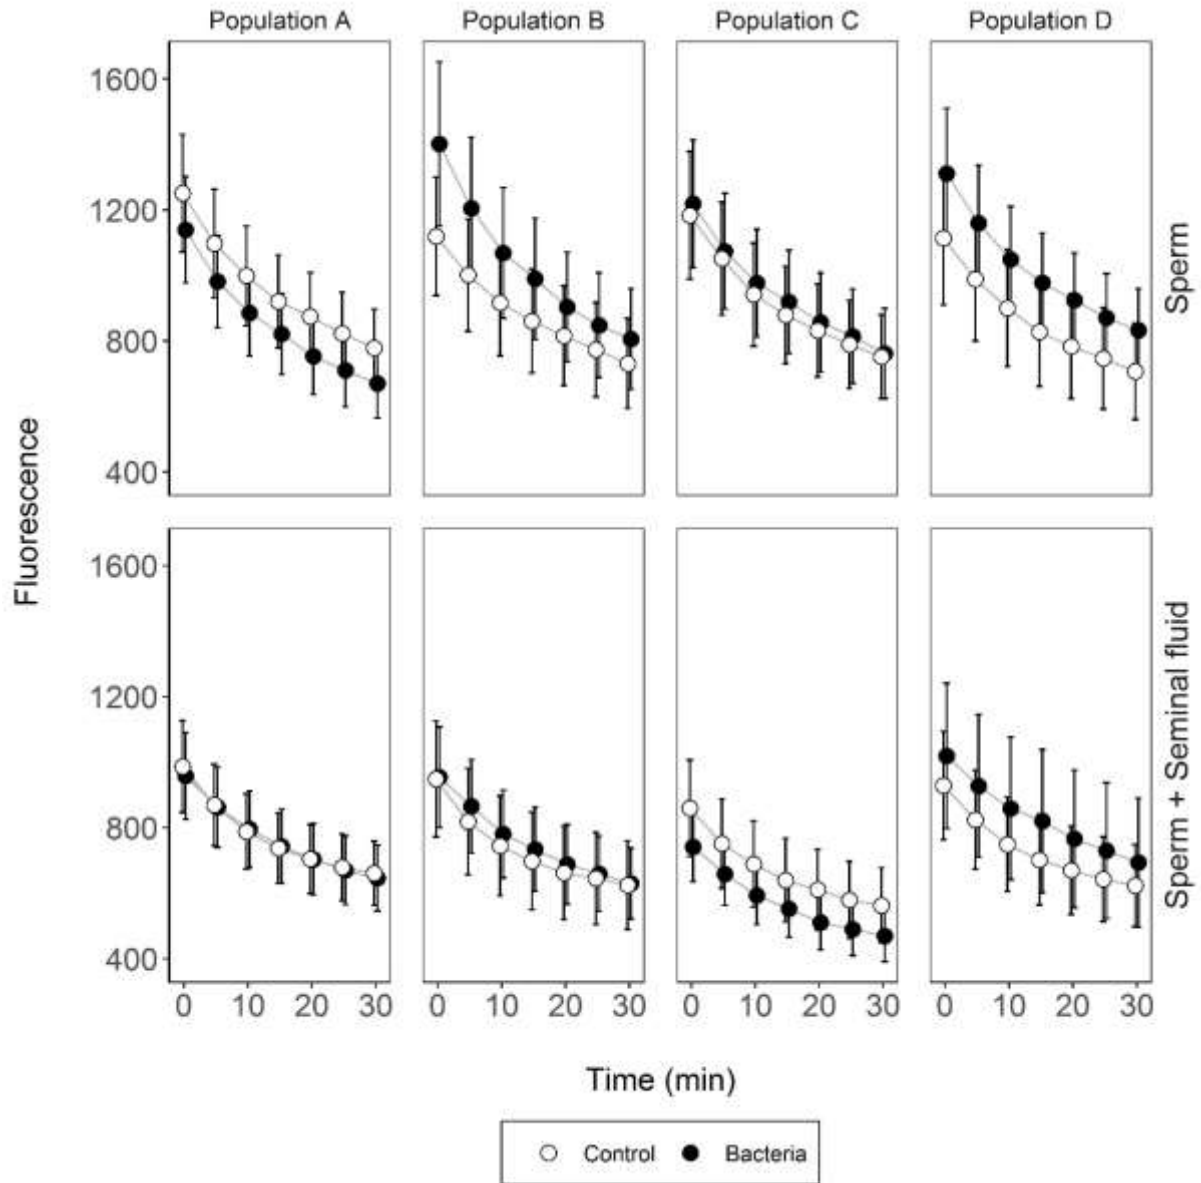 Population A Population B Population C Population D
1600
1200
800
400
Sperm
Fluorescence
1600
1200
800
400
Sperm + Seminal fluid
0 10 20 30 0 10 20 30 0 10 20 30 0 10 20 30
Time (min)
Control Bacteria